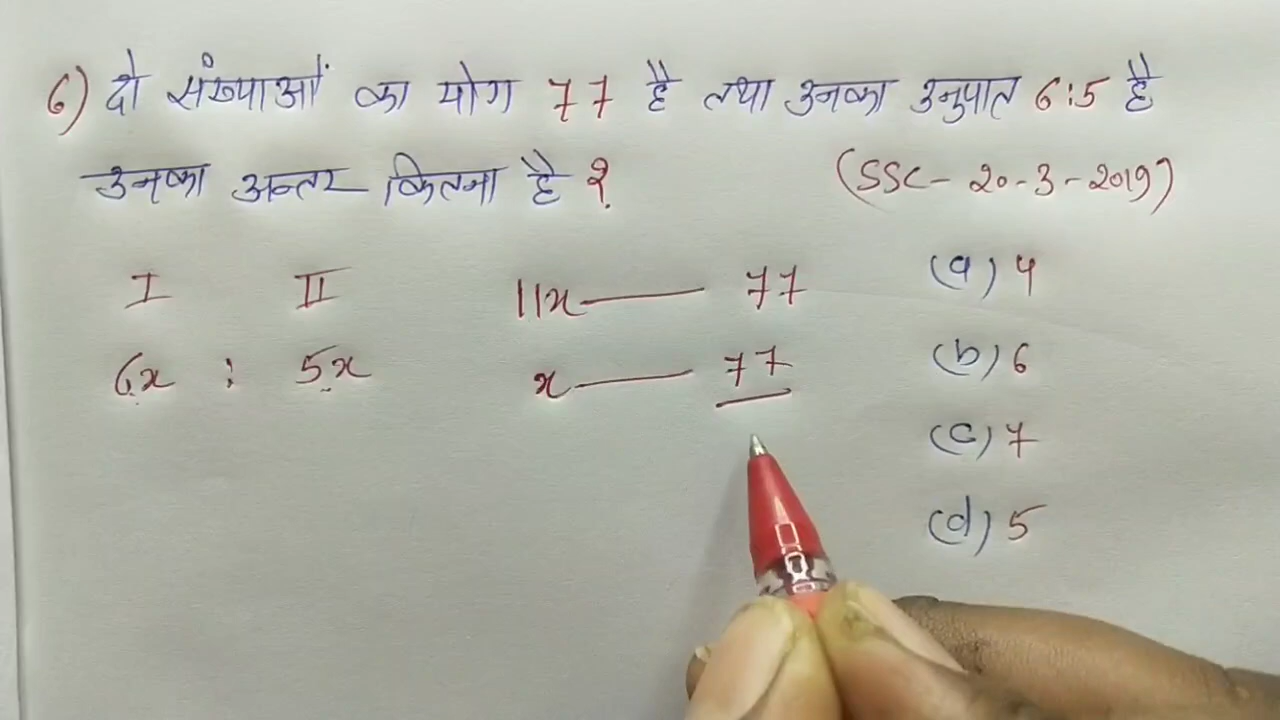 6) दो संख्याओं का योग 77 है तथा उनका अनुपात 6:5 है
उनका अन्तर कितना है ?
(SSC- 20-3-2019)
I II
6x : 5x
11x — 77
x — 77
(a) 4
(b) 6
(c) 7
(d) 5